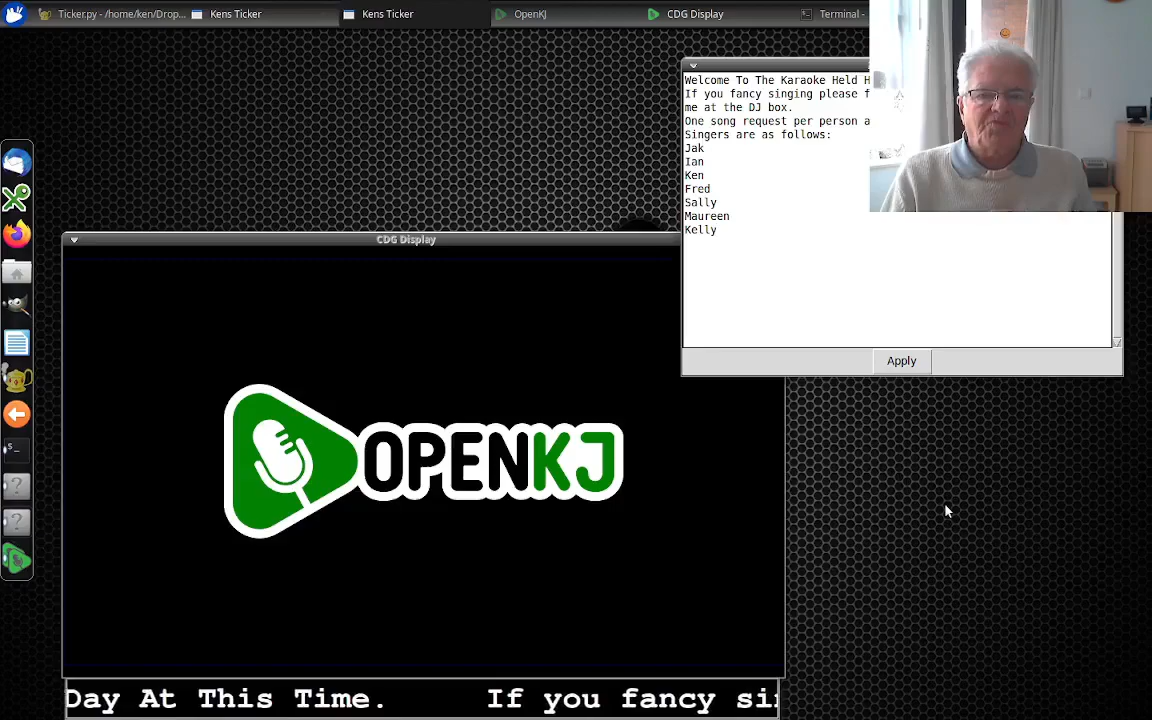 Ticker.py - /home/ken/Drop...
Kens Ticker
Kens Ticker
OpenKJ
CDG Display
Terminal -
Welcome To The Karaoke Held H
If you fancy singing please f
me at the DJ box.
One song request per person a
Singers are as follows:
Jak
Ian
Ken
Fred
Sally
Maureen
Kelly
Apply
CDG Display
OPENKJ
Day At This Time. If you fancy sin